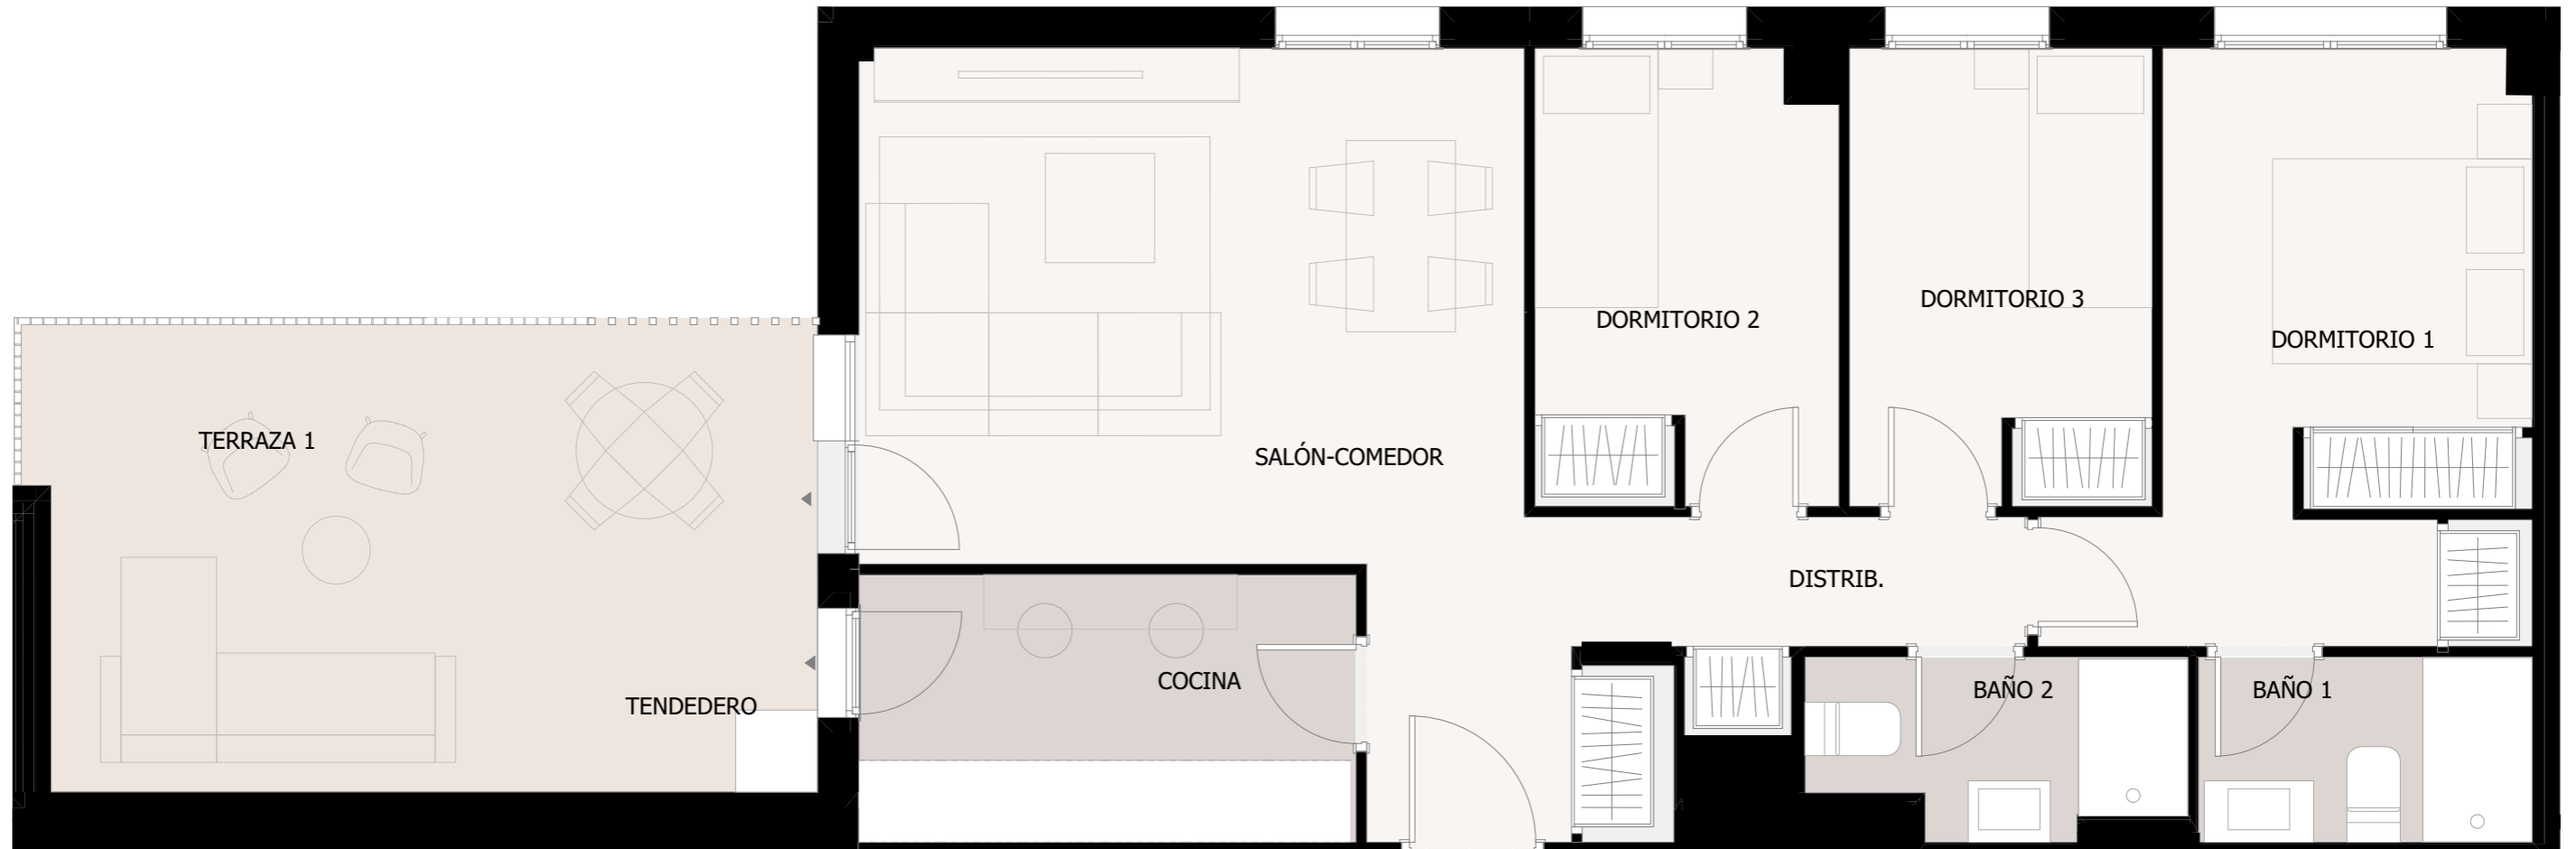 DORMITORIO 3
DORMITORIO 2
DORMITORIO 1
TERRAZA 1
SALÓN-COMEDOR
DISTRIB.
COCINA
BAÑO 2
BAÑO 1
TENDEDERO